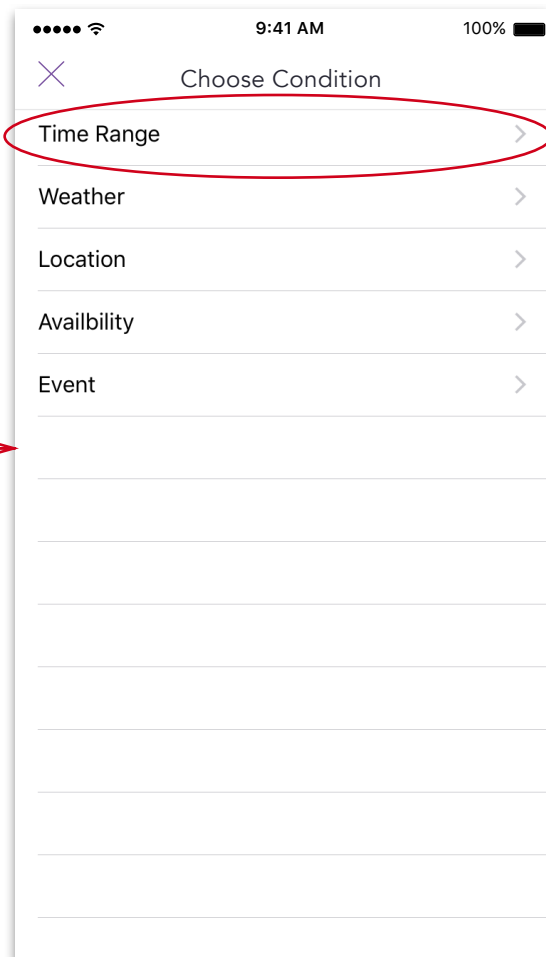 9:41 AM 100%
Choose Condition
Time Range
Weather
Location
Availbility
Event